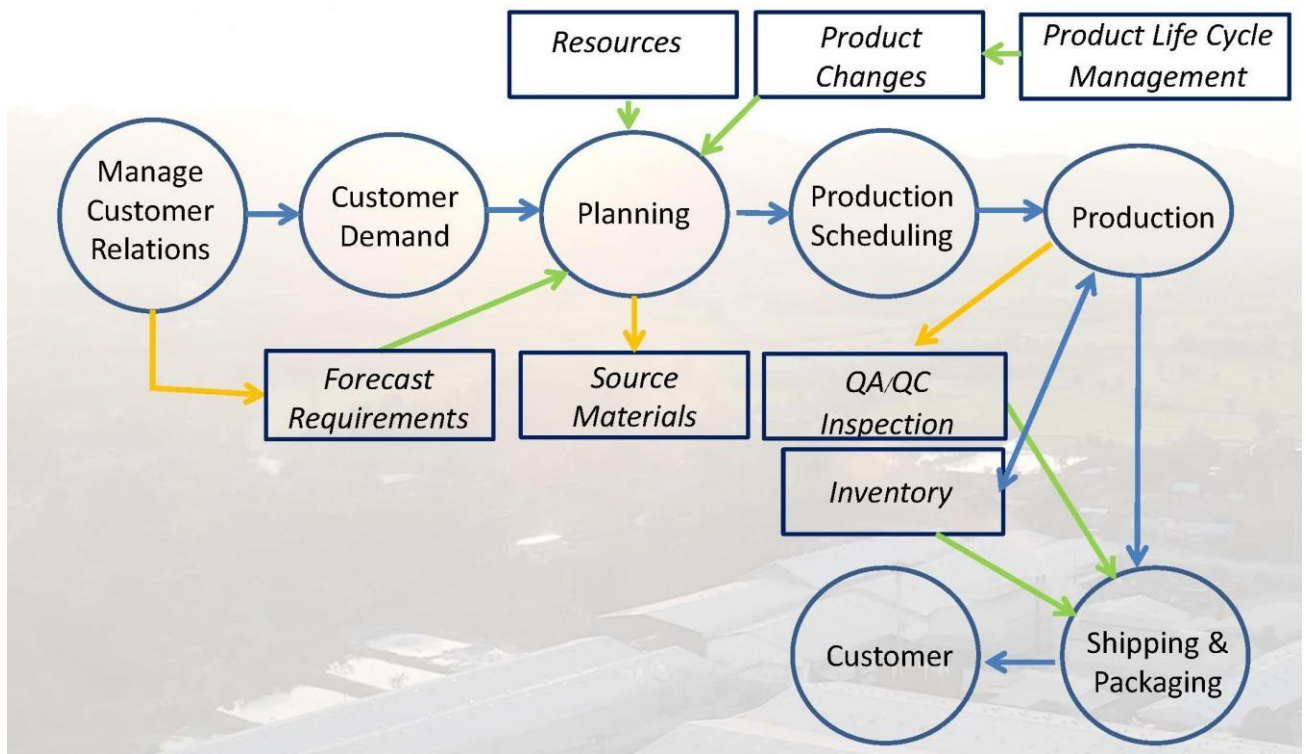 Resources
Product
Changes
Product Life Cycle
Management
Manage
Customer
Relations
Customer
Demand
Planning
Production
Scheduling
Production
Forecast
Requirements
Source
Materials
QA/QC
Inspection
Inventory
Customer
Shipping &
Packaging